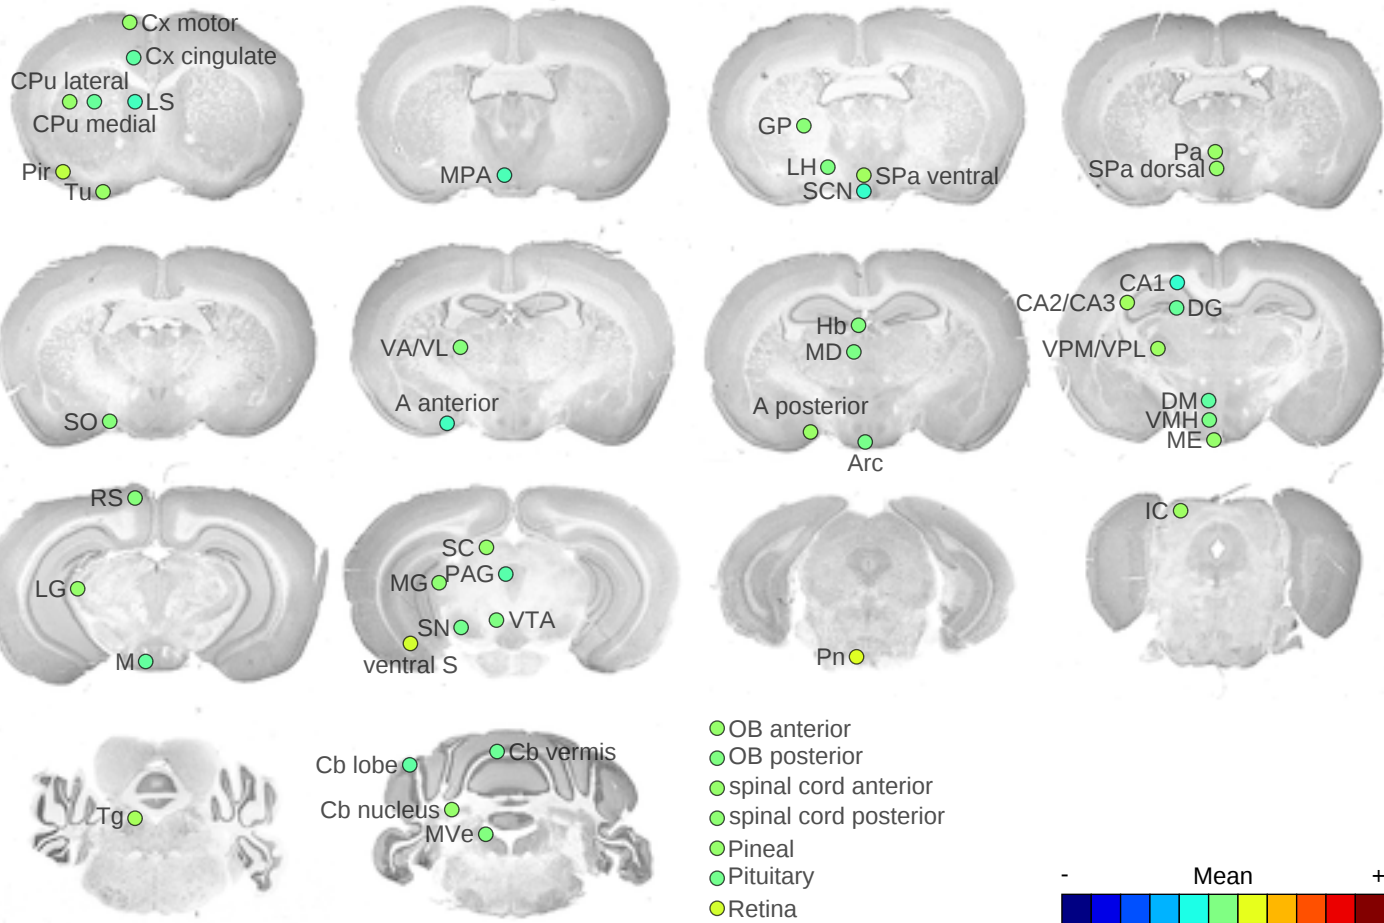 Cx motor
Cx cingulate
CPu lateral
LS
CPu medial
Pir
Tu
MPA
GP
LH
SPa ventral
SCN
Pa
SPa dorsal
SO
VA/VL
A anterior
Hb
MD
A posterior
Arc
CA1
CA2/CA3
DG
VPM/VPL
DM
VMH
ME
RS
LG
M
SC
MG
PAG
SN
VTA
ventral S
Pn
IC
Tg
Cb lobe
Cb vermis
Cb nucleus
MVe
OB anterior
OB posterior
spinal cord anterior
spinal cord posterior
Pineal
Pituitary
Retina
- Mean +